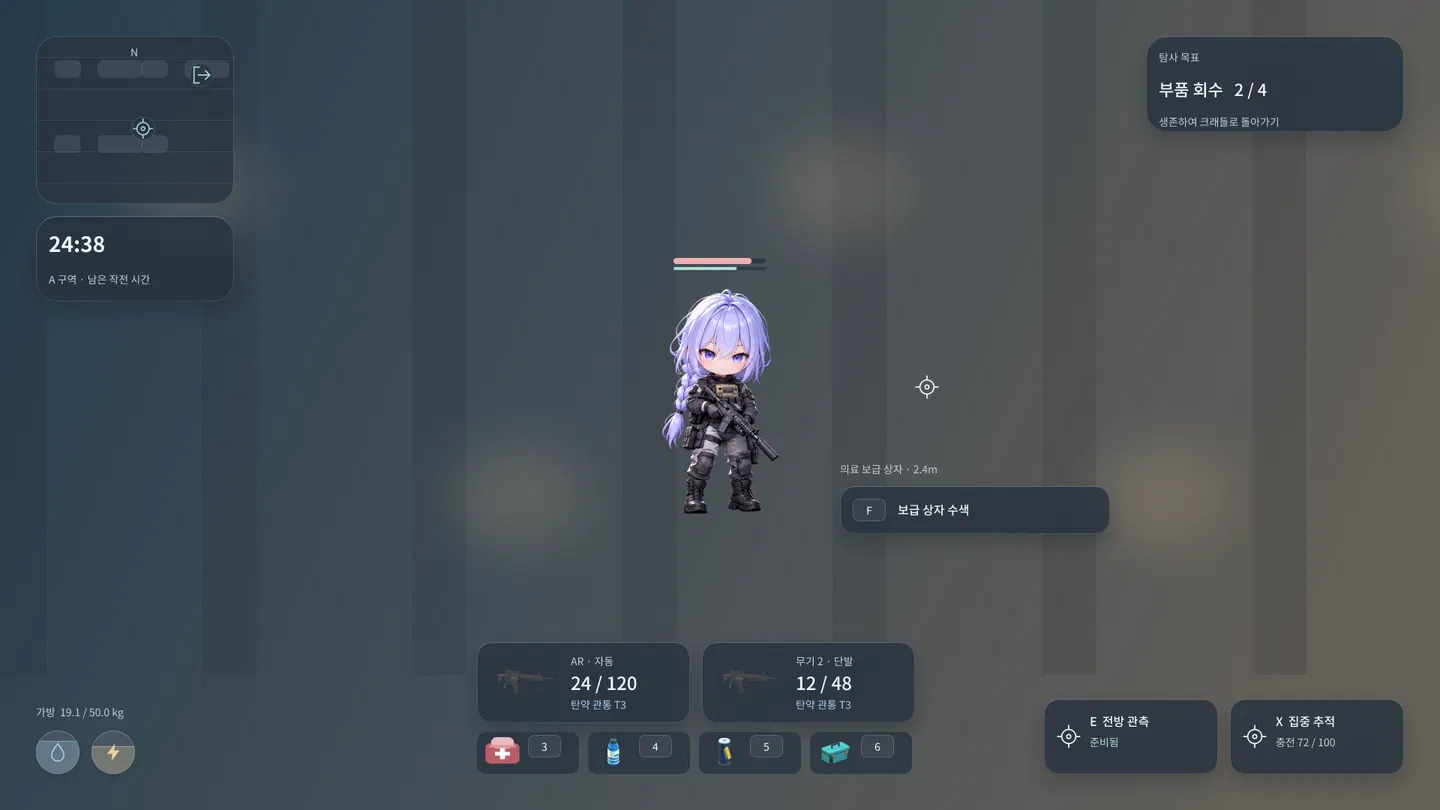 N
24:38
A 구역 · 남은 작전 시간
탐사 목표
부품 회수 2 / 4
생존하여 크래들로 돌아가기
의료 보급 상자 · 2.4m
F 보급 상자 수색
AR · 자동
24 / 120
탄약 관통 T3
무기 2 · 단발
12 / 48
탄약 관통 T3
3
4
5
6
가방 19.1 / 50.0 kg
E 전방 관측
준비됨
X 집중 추적
충전 72 / 100